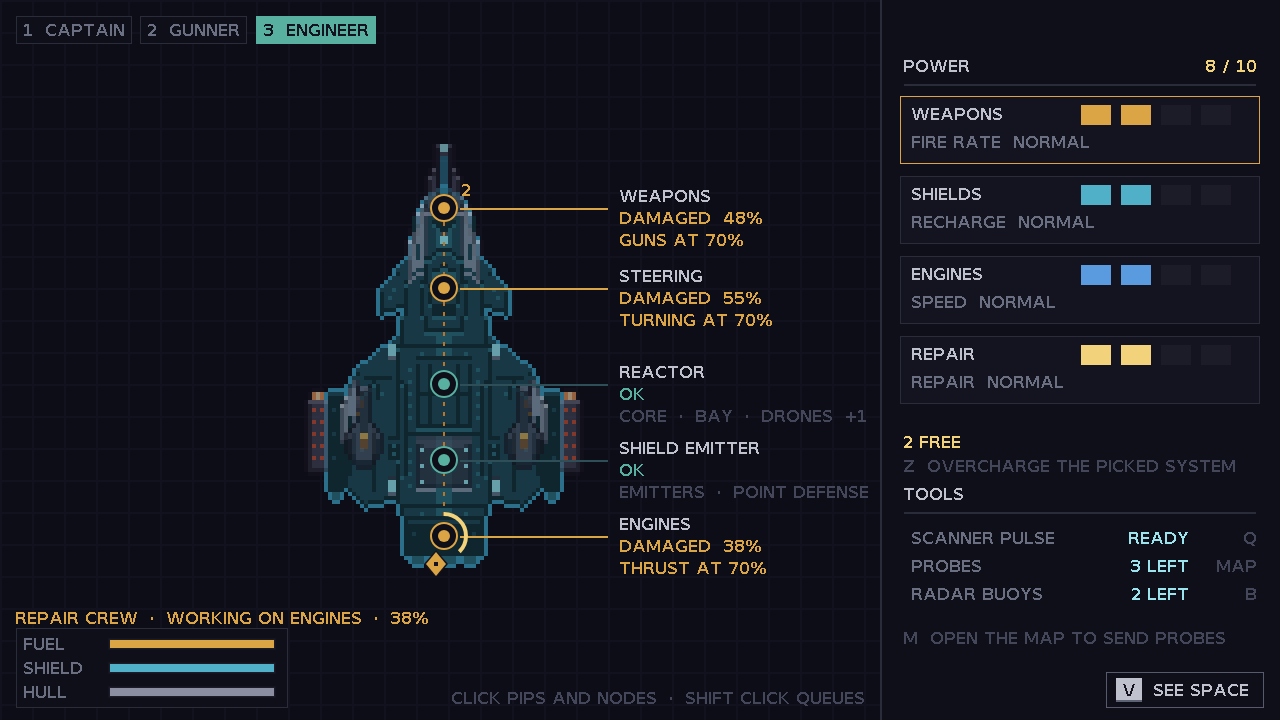 1 CAPTAIN
2 GUNNER
3 ENGINEER
2
WEAPONS
DAMAGED 48%
GUNS AT 70%
STEERING
DAMAGED 55%
TURNING AT 70%
REACTOR
OK
CORE · BAY · DRONES +1
SHIELD EMITTER
OK
EMITTERS · POINT DEFENSE
ENGINES
DAMAGED 38%
THRUST AT 70%
REPAIR CREW · WORKING ON ENGINES · 38%
FUEL
SHIELD
HULL
CLICK PIPS AND NODES · SHIFT CLICK QUEUES
POWER 8 / 10
WEAPONS
FIRE RATE NORMAL
SHIELDS
RECHARGE NORMAL
ENGINES
SPEED NORMAL
REPAIR
REPAIR NORMAL
2 FREE
Z OVERCHARGE THE PICKED SYSTEM
TOOLS
SCANNER PULSE READY Q
PROBES 3 LEFT MAP
RADAR BUOYS 2 LEFT B
M OPEN THE MAP TO SEND PROBES
V SEE SPACE